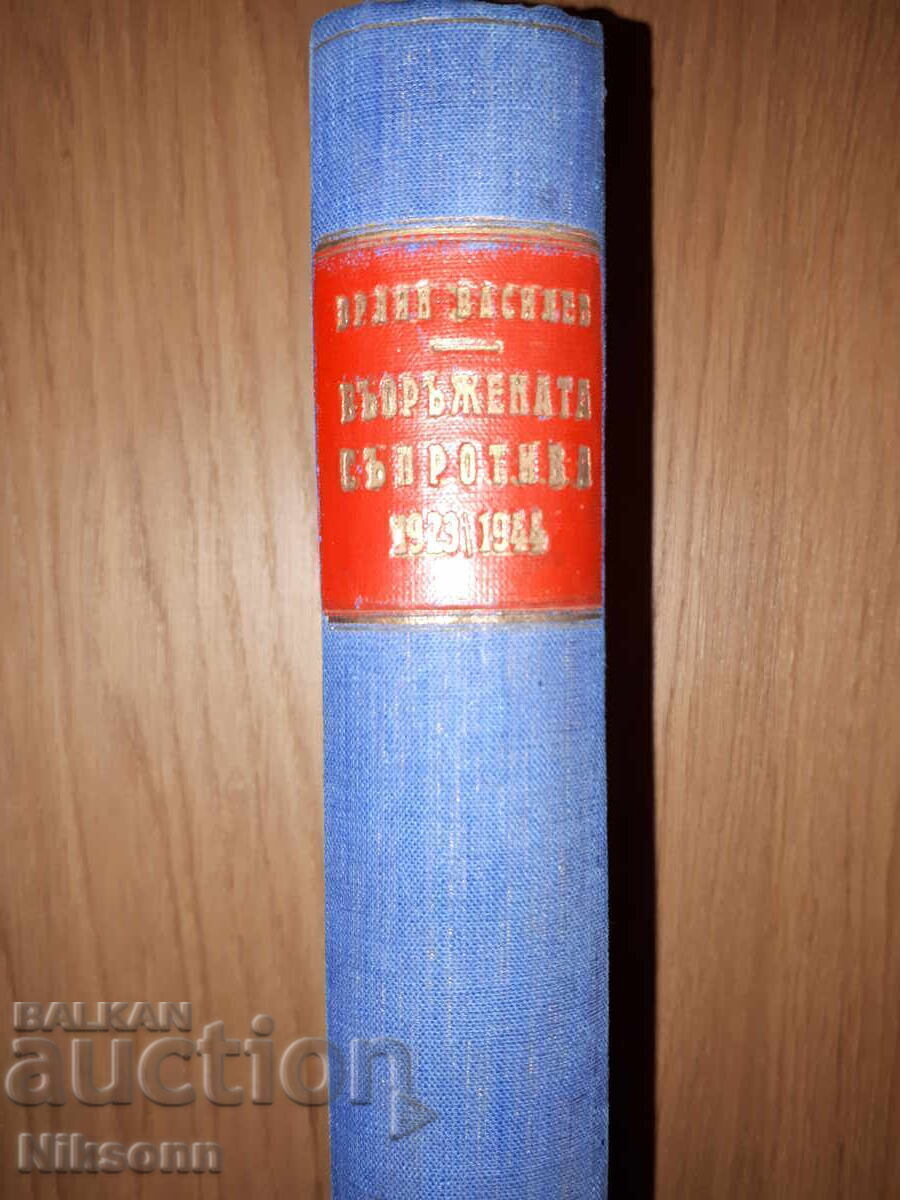 ОРЛИН ВАСИЛЕВ
ВЪОРЪЖЕНАТА
СЪПРОТИВА
1923 1944
BALKAN
auction
Niksonn